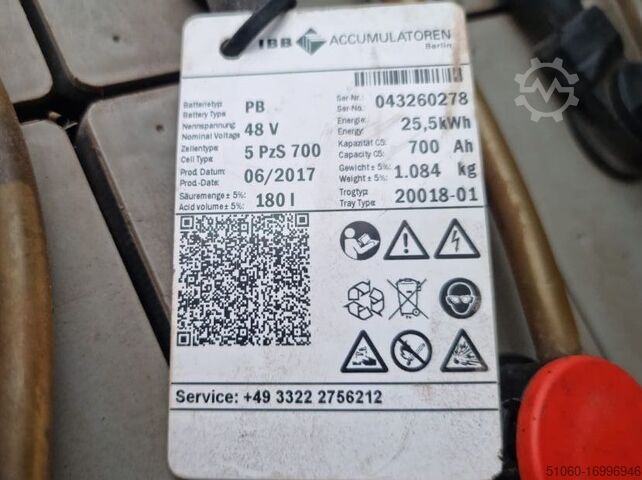 IBB ACCUMULATOREN
Berlin
Batterietyp PB
Battery Type
Nennspannung 48 V
Nominal Voltage
Zellentype: 5 PzS 700
Cell Type:
Prod. Datum: 06/2017
Prod-Date:
Säuremenge ± 5%: 180 l
Acid volume ± 5%:
Ser Nr.: 043260278
Ser No.:
Energie: 25,5kWh
Energy:
Kapazität C5: 700 Ah
Capacity C5:
Gewicht ± 5%: 1.084 kg
Weight ± 5%:
Trogtyp: 20018-01
Tray Type:
Service: +49 3322 2756212
51060-16996946